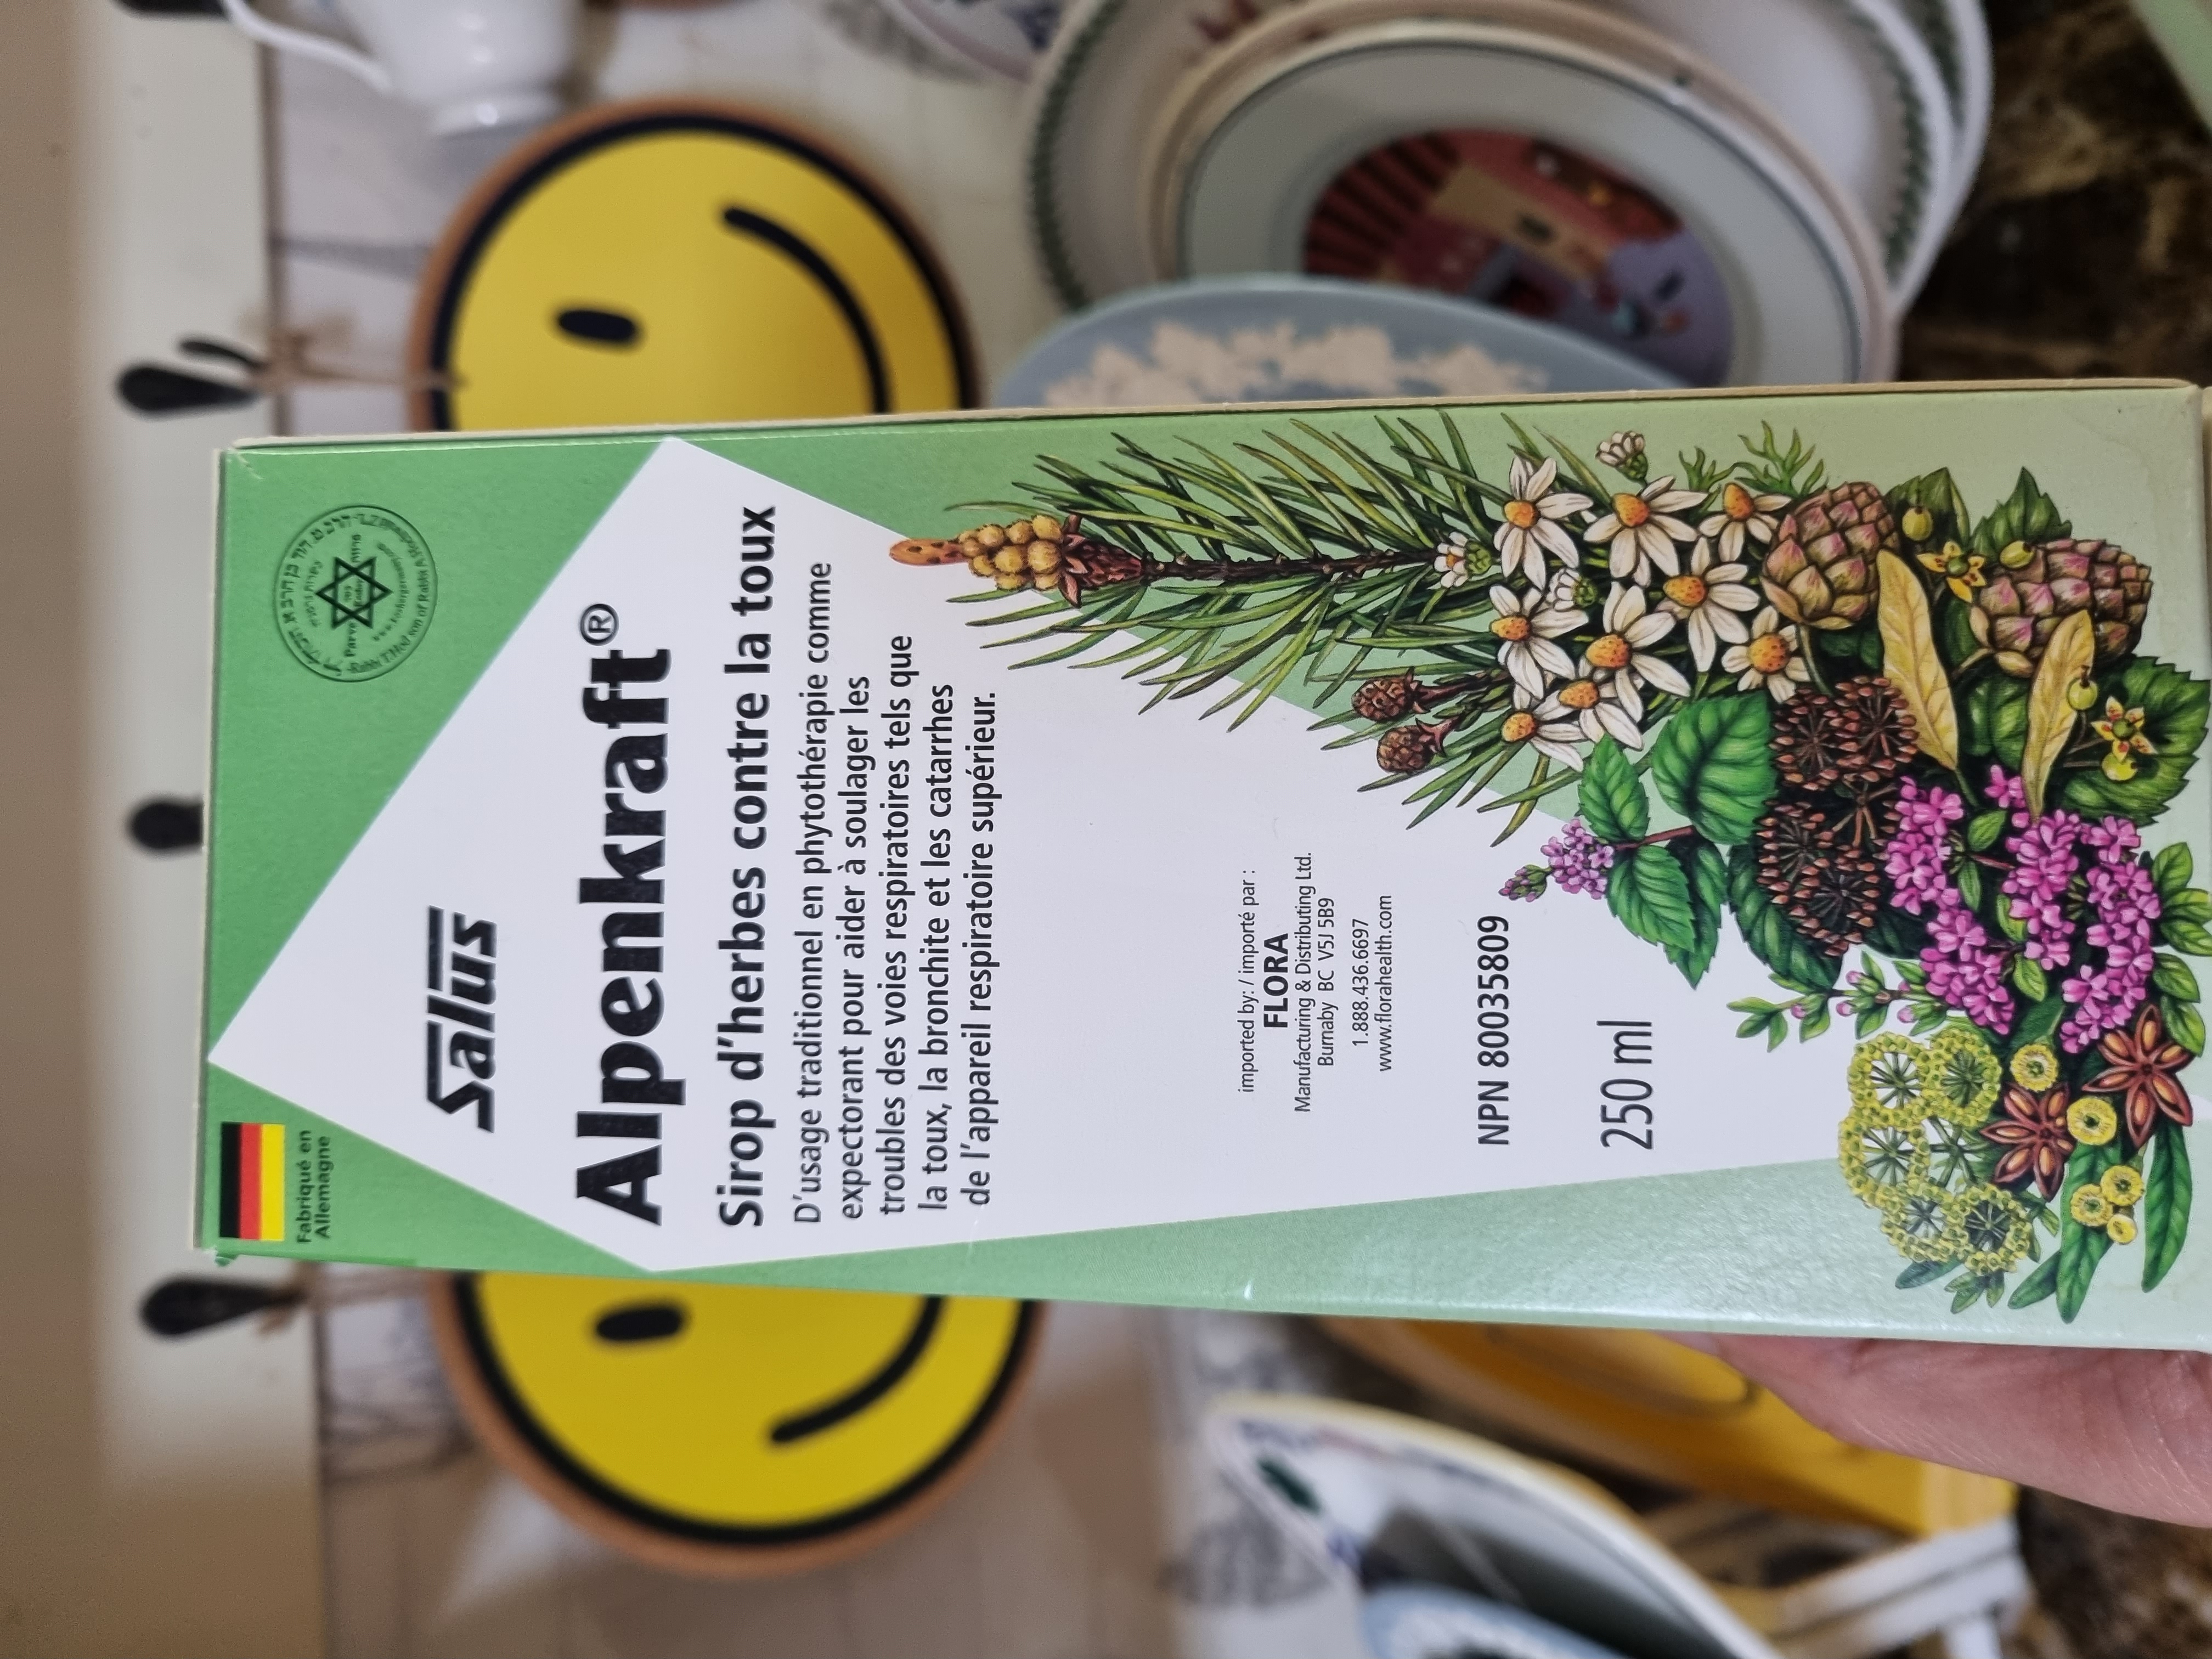 Fabriqué en
Allemagne
Parve
Salus
Alpenkraft®
Sirop d'herbes contre la toux
D'usage traditionnel en phytothérapie comme
expectorant pour aider à soulager les
troubles des voies respiratoires tels que
la toux, la bronchite et les catarrhes
de l'appareil respiratoire supérieur.
imported by: / importé par :
FLORA
Manufacturing & Distributing Ltd.
Burnaby BC V5J 5B9
1.888.436.6697
www.florahealth.com
NPN 80035809
250 ml